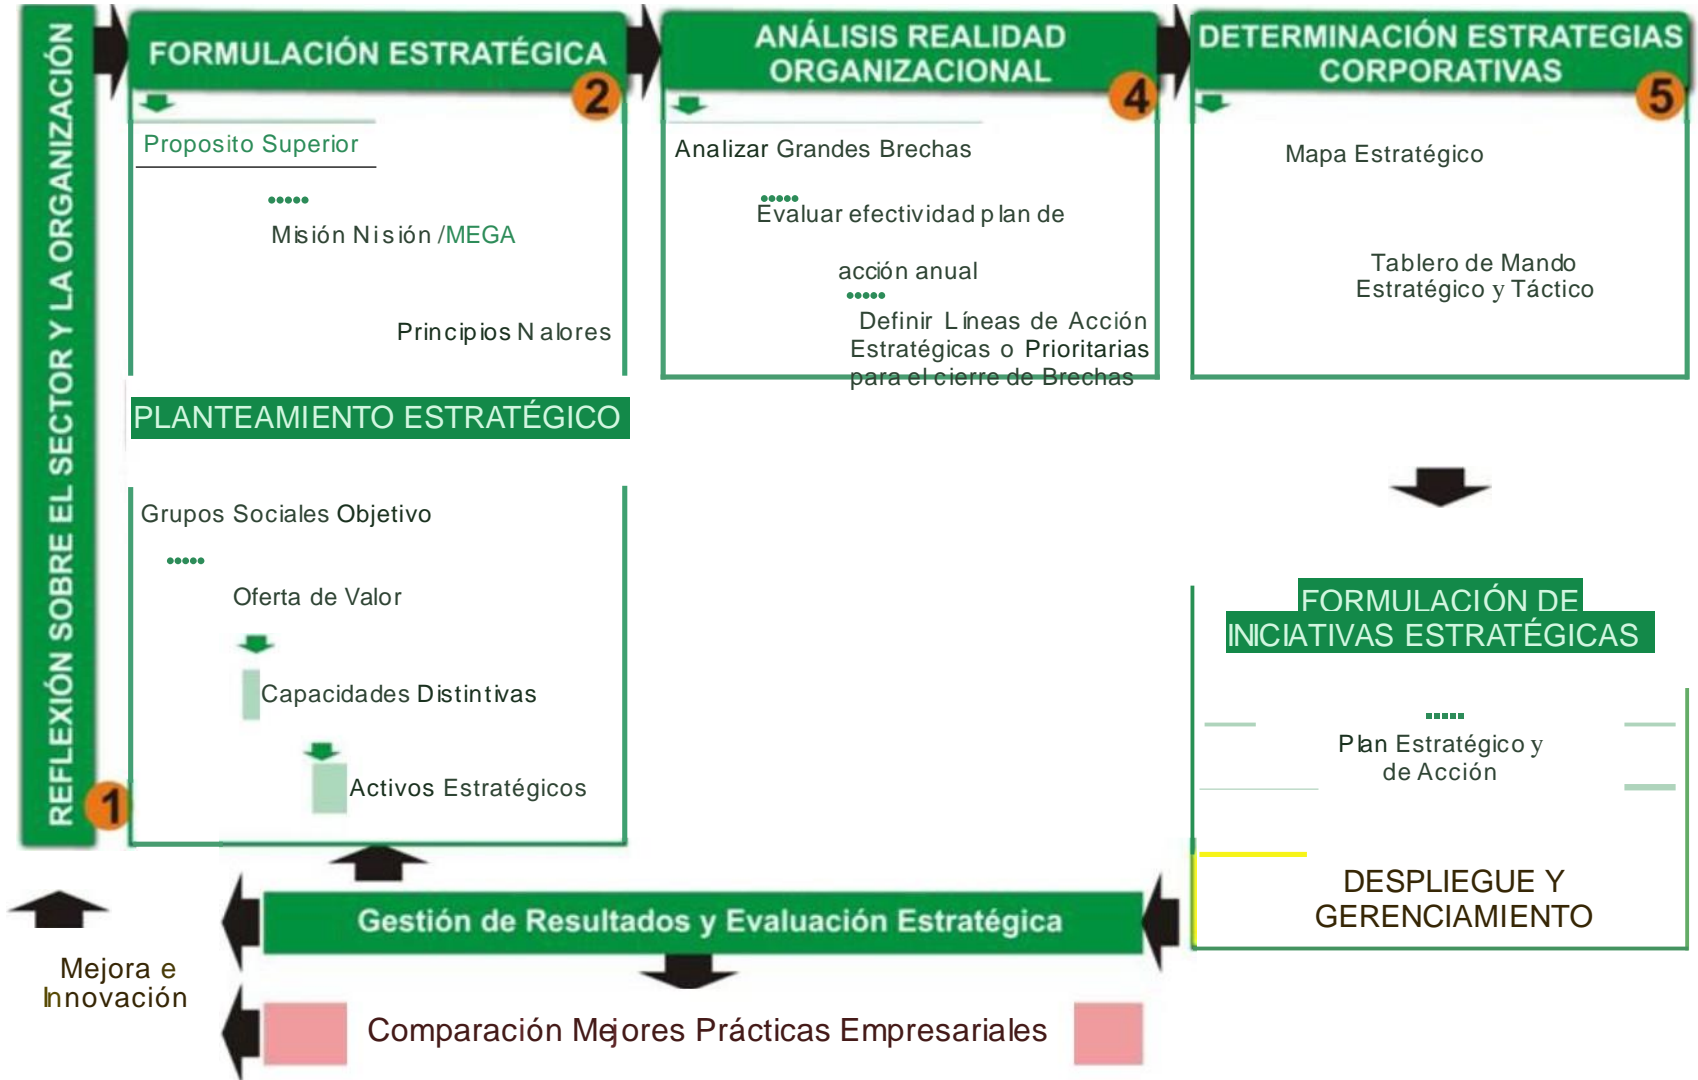 REFLEXIÓN SOBRE EL SECTOR Y LA ORGANIZACIÓN
1
FORMULACIÓN ESTRATÉGICA
2
Proposito Superior
Misión Nisión /MEGA
Principios Nalores
PLANTEAMIENTO ESTRATÉGICO
Grupos Sociales Objetivo
Oferta de Valor
Capacidades Distintivas
Activos Estratégicos
ANÁLISIS REALIDAD
ORGANIZACIONAL
4
Analizar Grandes Brechas
Evaluar efectividad plan de
acción anual
Definir Líneas de Acción
Estratégicas o Prioritarias
para el cierre de Brechas
DETERMINACIÓN ESTRATEGIAS
CORPORATIVAS
5
Mapa Estratégico
Tablero de Mando
Estratégico y Táctico
FORMULACIÓN DE
INICIATIVAS ESTRATÉGICAS
Plan Estratégico y
de Acción
DESPLIEGUE Y
GERENCIAMIENTO
Gestión de Resultados y Evaluación Estratégica
Mejora e
Innovación
Comparación Mejores Prácticas Empresariales